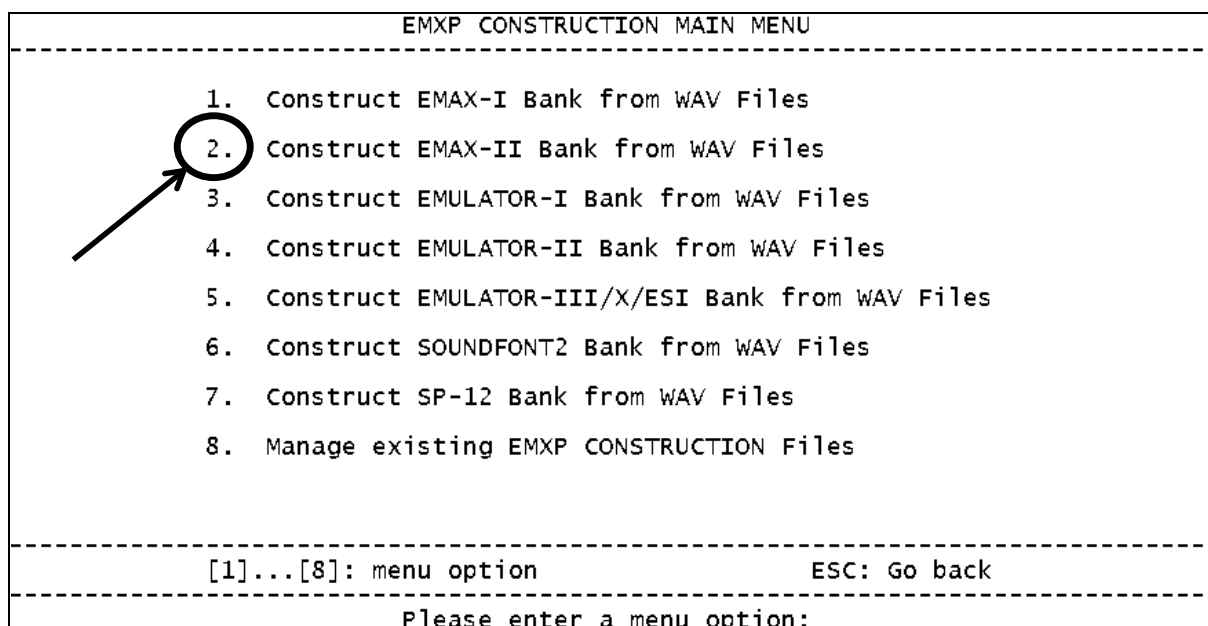 EMXP CONSTRUCTION MAIN MENU
1. Construct EMAX-I Bank from WAV Files
2. Construct EMAX-II Bank from WAV Files
3. Construct EMULATOR-I Bank from WAV Files
4. Construct EMULATOR-II Bank from WAV Files
5. Construct EMULATOR-III/X/ESI Bank from WAV Files
6. Construct SOUNDFONT2 Bank from WAV Files
7. Construct SP-12 Bank from WAV Files
8. Manage existing EMXP CONSTRUCTION Files
[1]...[8]: menu option ESC: Go back
Please enter a menu option: